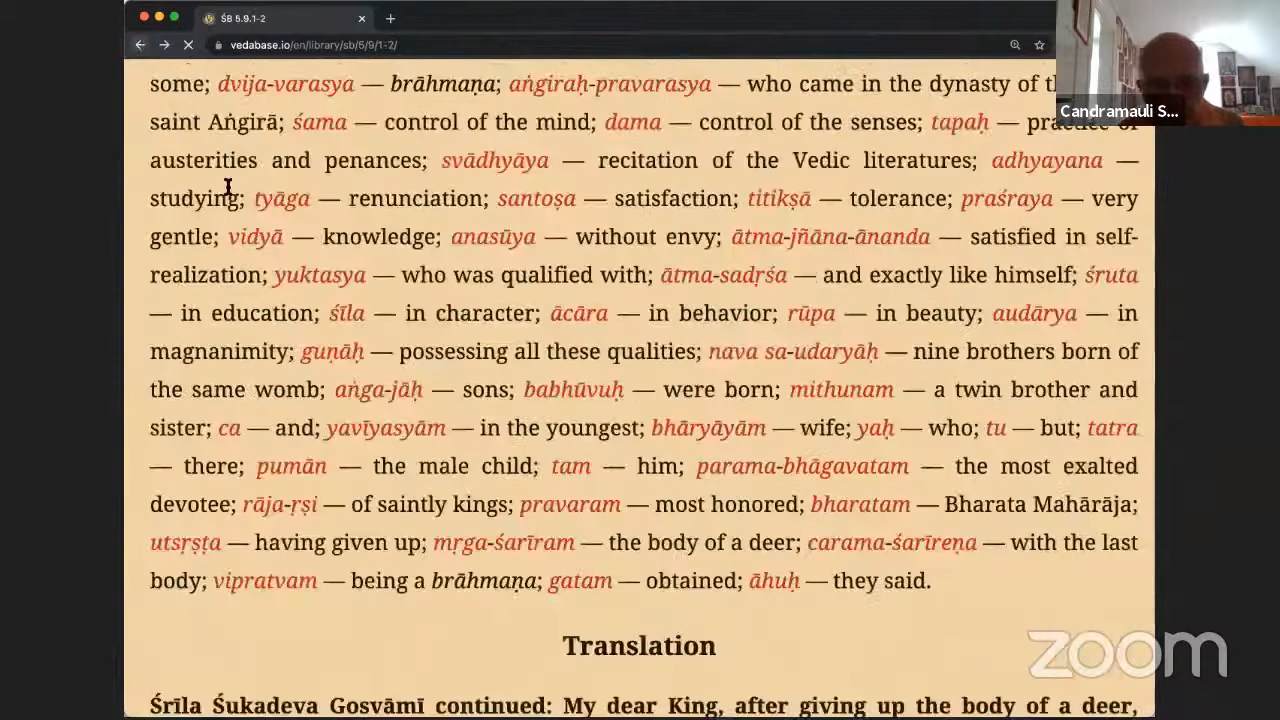 ŚB 5.9.1-2
vedabase.io/en/library/sb/5/9/1-2/
some; dvija-varasya — brāhmaṇa; aṅgiraḥ-pravarasya — who came in the dynasty of
saint Aṅgirā; śama — control of the mind; dama — control of the senses; tapaḥ — practice of
Candramauli S...
austerities and penances; svādhyāya — recitation of the Vedic literatures; adhyayana —
studying; tyāga — renunciation; santoṣa — satisfaction; titikṣā — tolerance; praśraya — very
gentle; vidyā — knowledge; anasūya — without envy; ātma-jñāna-ānanda — satisfied in self-
realization; yuktasya — who was qualified with; ātma-sadṛśa — and exactly like himself; śruta
— in education; śīla — in character; ācāra — in behavior; rūpa — in beauty; audārya — in
magnanimity; guṇāḥ — possessing all these qualities; nava sa-udaryāḥ — nine brothers born of
the same womb; aṅga-jāḥ — sons; babhūvuḥ — were born; mithunam — a twin brother and
sister; ca — and; yavīyasyām — in the youngest; bhāryāyām — wife; yaḥ — who; tu — but; tatra
— there; pumān — the male child; tam — him; parama-bhāgavatam — the most exalted
devotee; rāja-ṛṣi — of saintly kings; pravaram — most honored; bharatam — Bharata Mahārāja;
utsṛṣṭa — having given up; mṛga-śarīram — the body of a deer; carama-śarīreṇa — with the last
body; vipratvam — being a brāhmaṇa; gatam — obtained; āhuḥ — they said.
Translation
zoom
Śrīla Śukadeva Gosvāmī continued: My dear King, after giving up the body of a deer,